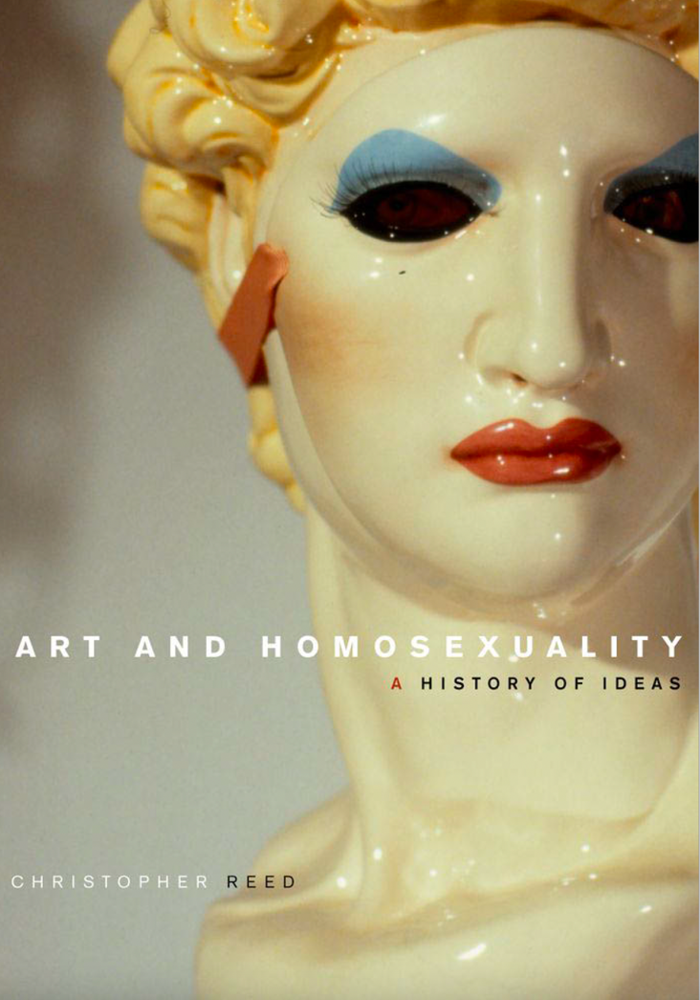 ART AND HOMOSEXUALITY
A HISTORY OF IDEAS
CHRISTOPHER REED